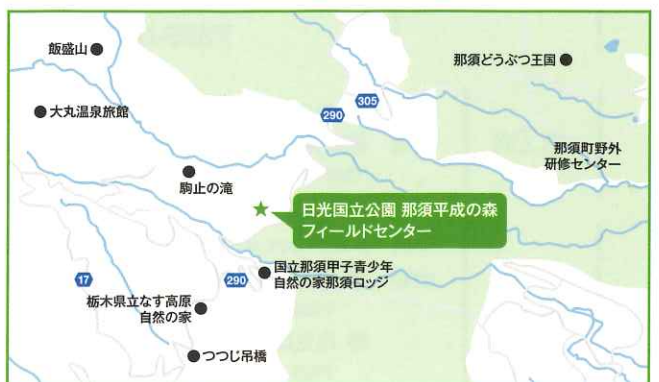 飯盛山
那須どうぶつ王国
大丸温泉旅館
305
290
那須町野外
研修センター
駒止の滝
日光国立公園 那須平成の森
フィールドセンター
国立那須甲子青少年
自然の家那須ロッジ
17
290
栃木県立なす高原
自然の家
つつじ吊橋